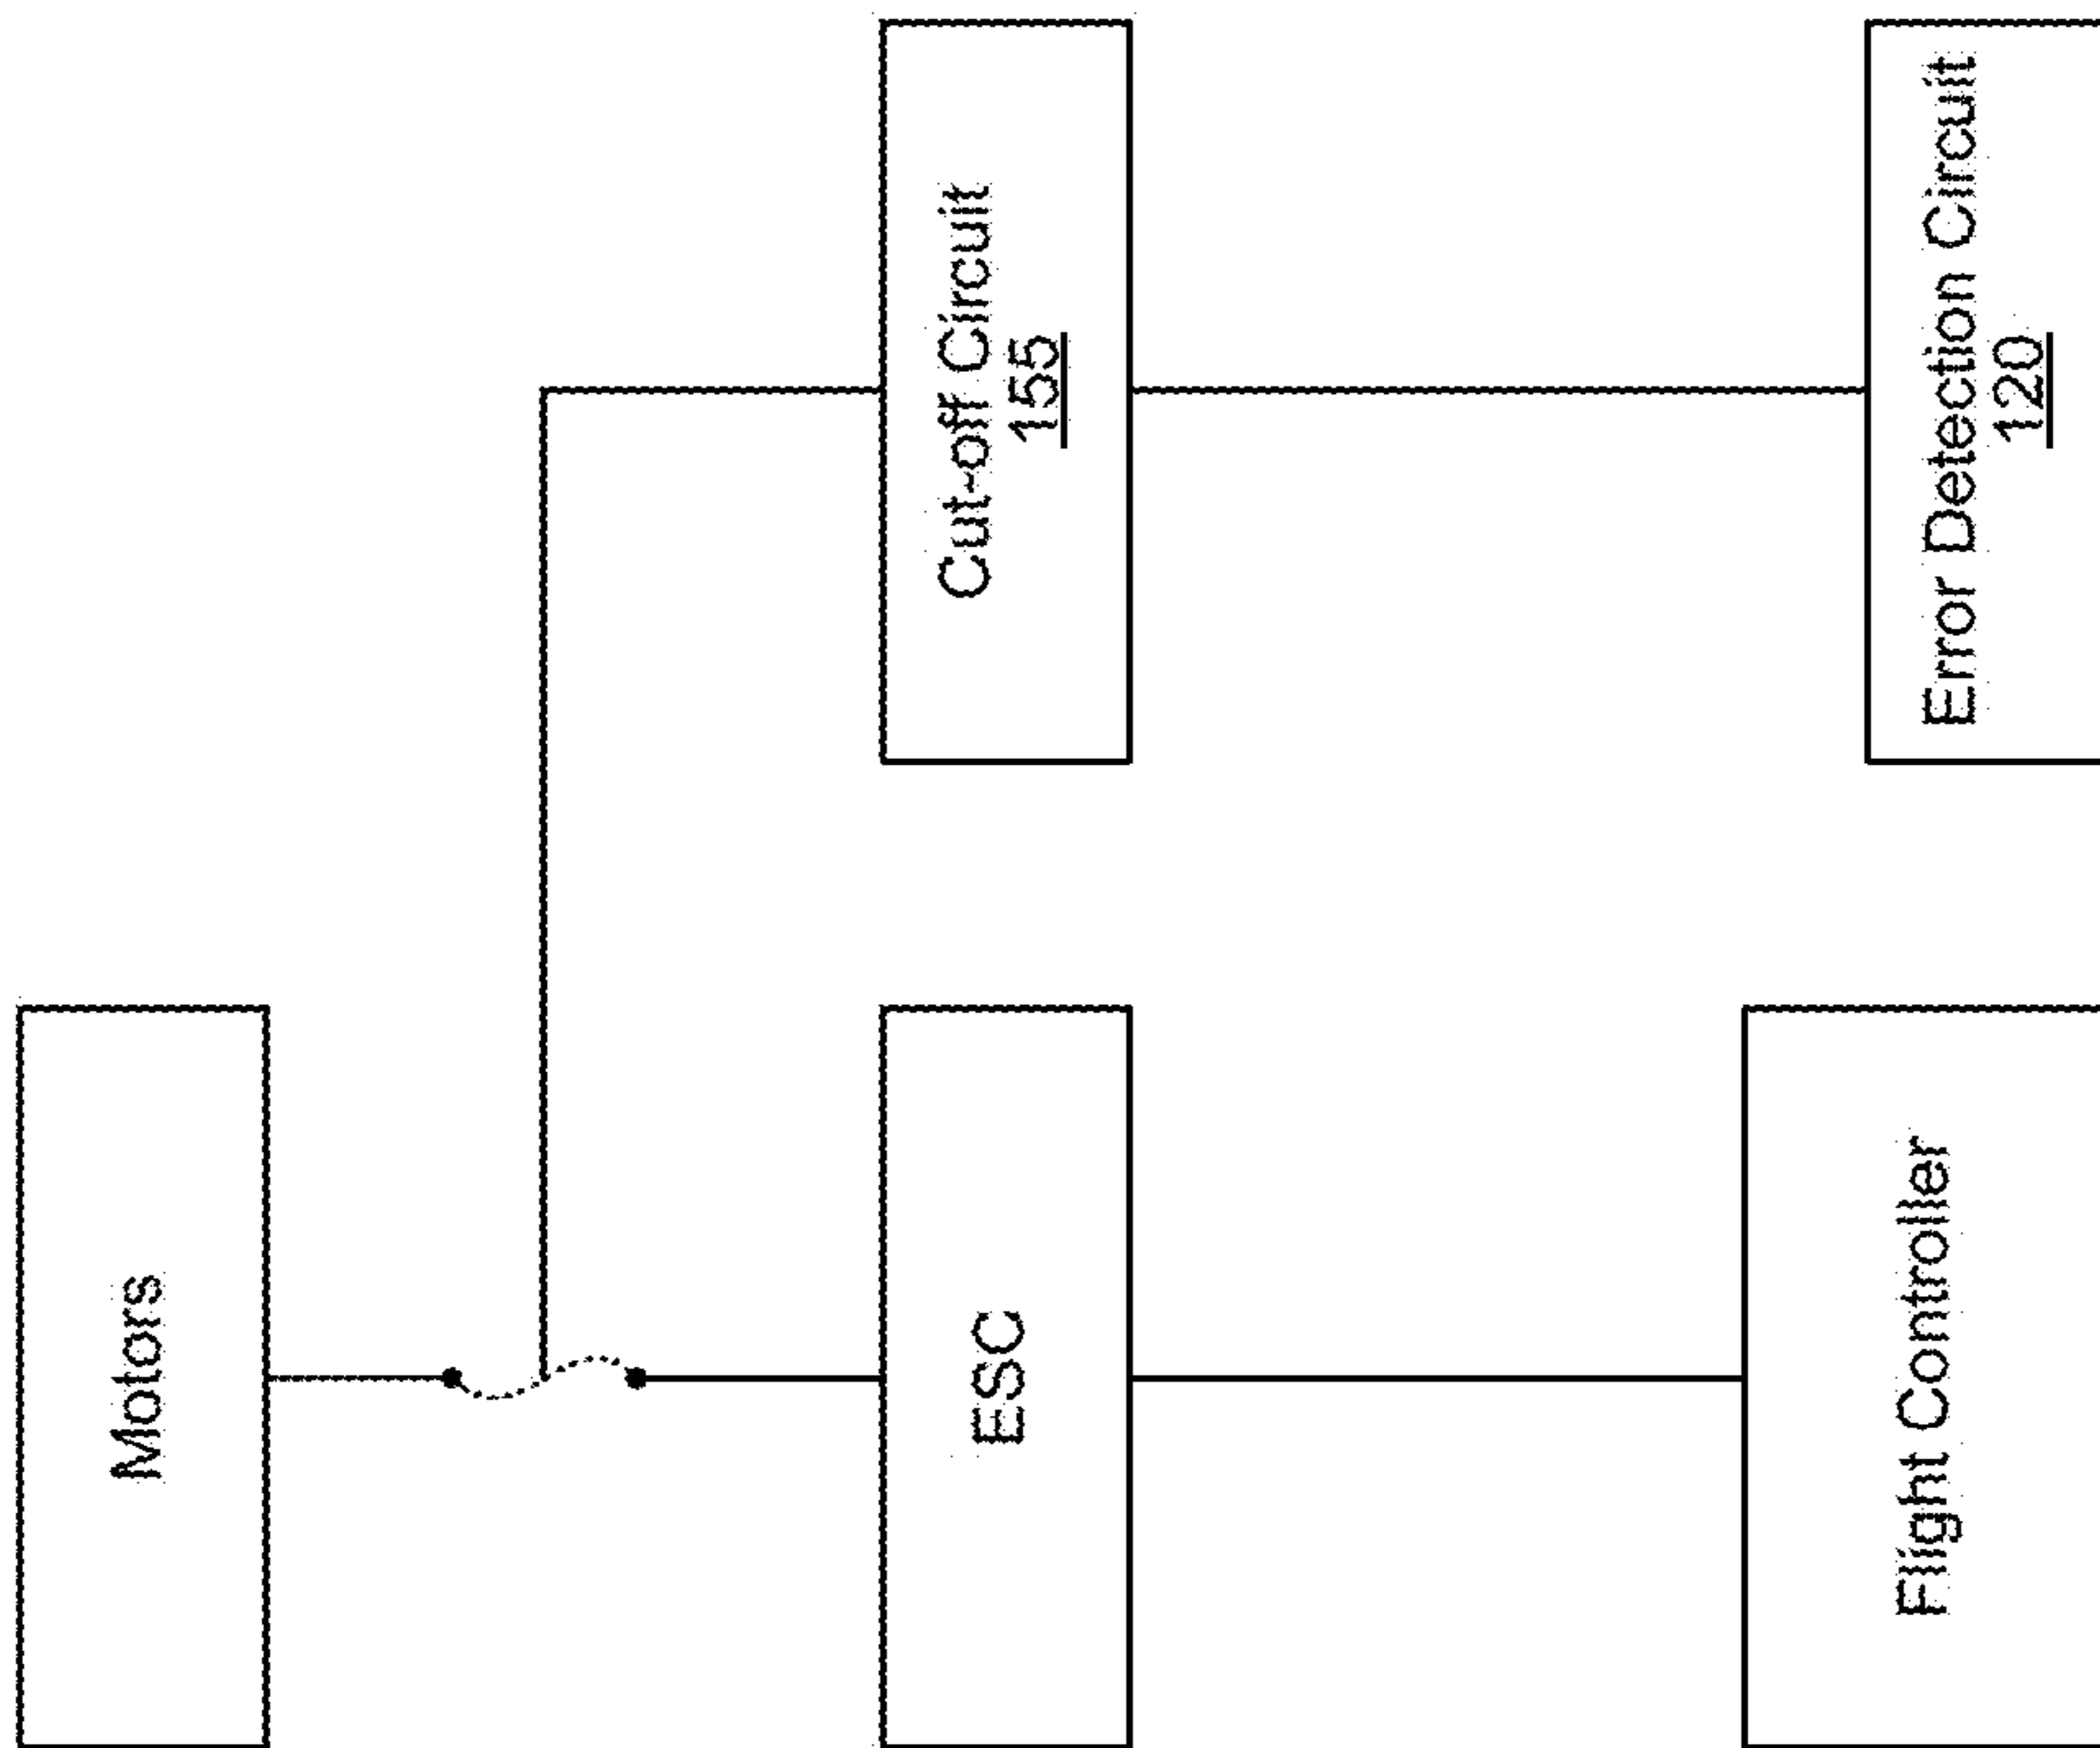 Motors
Cut-off Circuit
155
ESC
Error Detection Circuit
120
Flight Controller